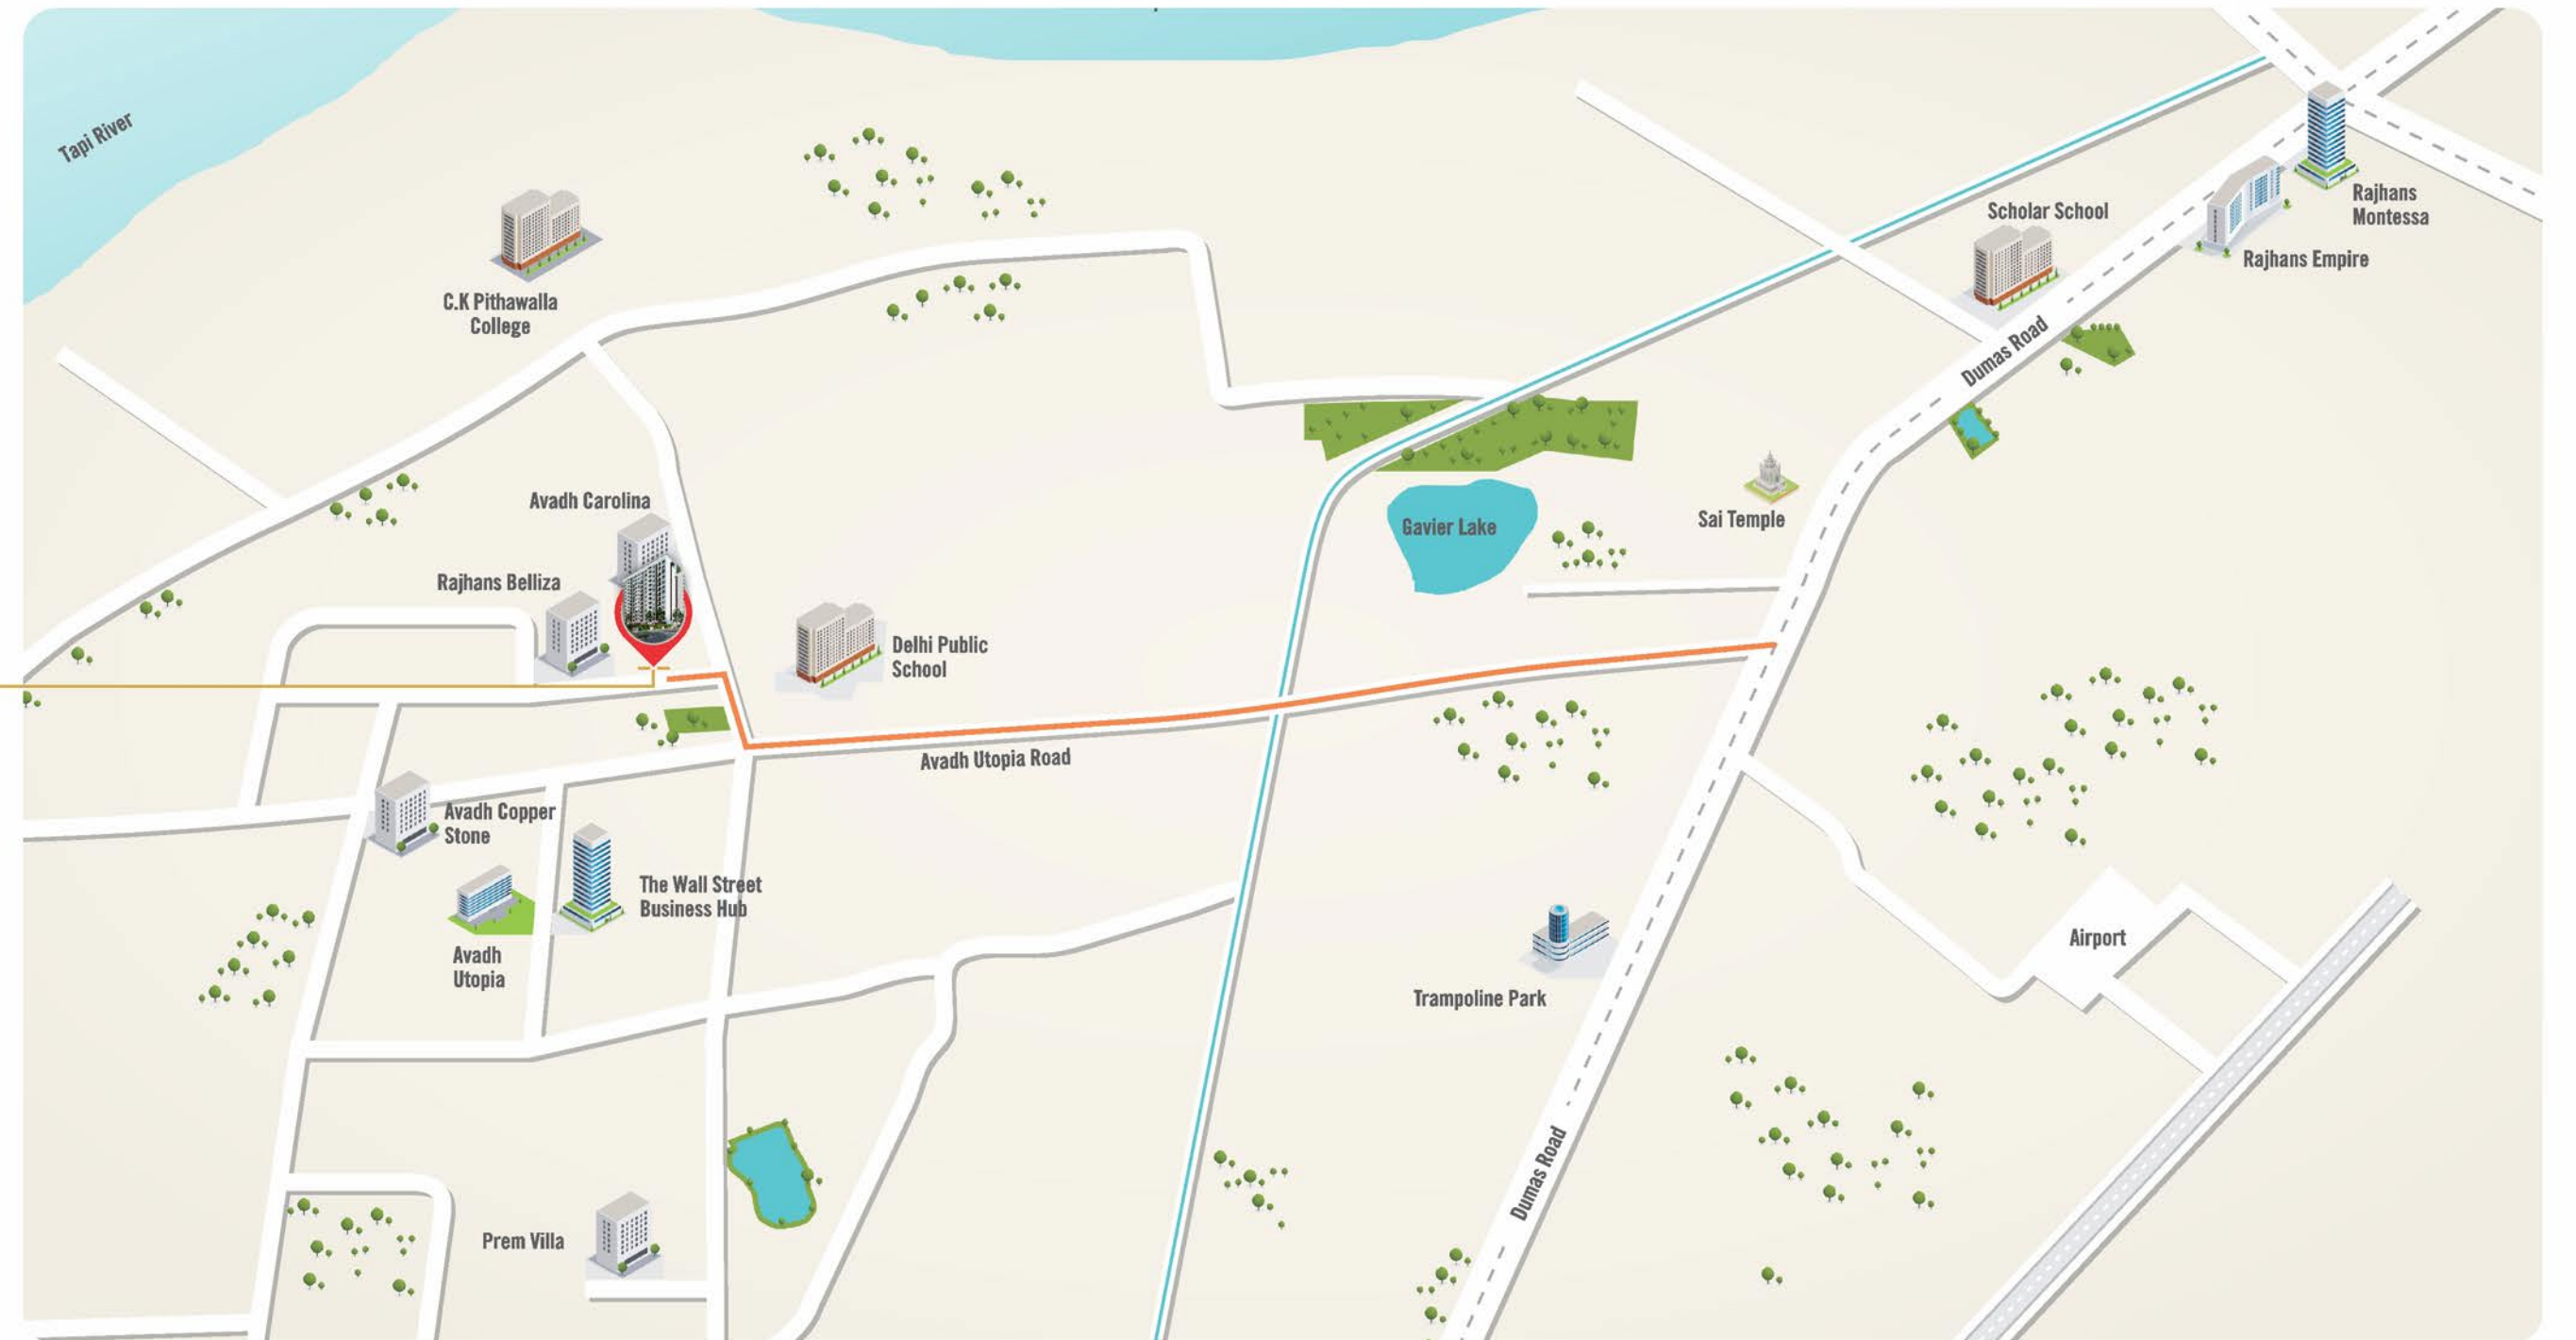 Tapi River
C.K Pithawalla
College
Scholar School
Rajhans
Montessa
Rajhans Empire
Dumas Road
Avadh Carolina
Gavier Lake
Sai Temple
Rajhans Belliza
Delhi Public
School
Avadh Utopia Road
Avadh Copper
Stone
The Wall Street
Business Hub
Avadh
Utopia
Airport
Trampoline Park
Dumas Road
Prem Villa